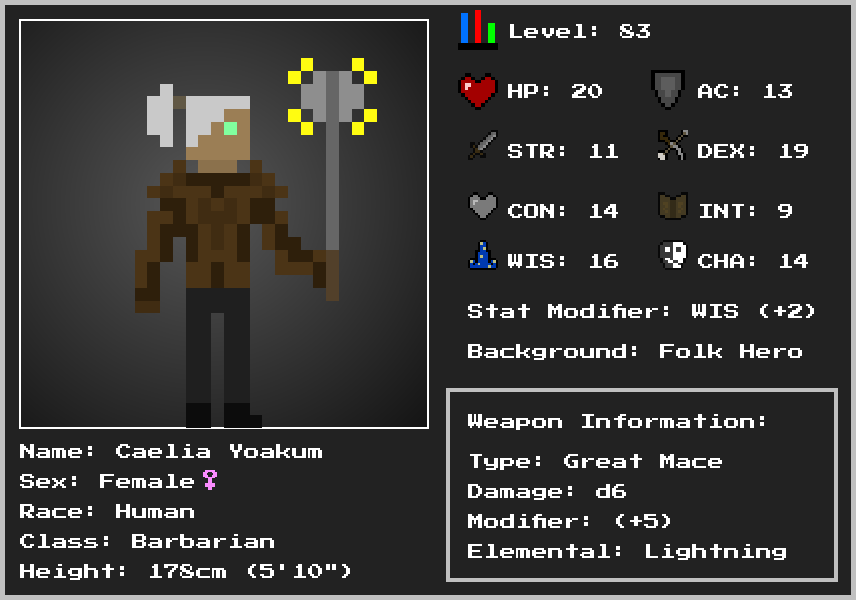 Level: 83
HP: 20 AC: 13
STR: 11 DEX: 19
CON: 14 INT: 9
WIS: 16 CHA: 14
Stat Modifier: WIS (+2)
Background: Folk Hero
Weapon Information:
Type: Great Mace
Damage: d6
Modifier: (+5)
Elemental: Lightning
Name: Caelia Yoakum
Sex: Female♀
Race: Human
Class: Barbarian
Height: 178cm (5'10")